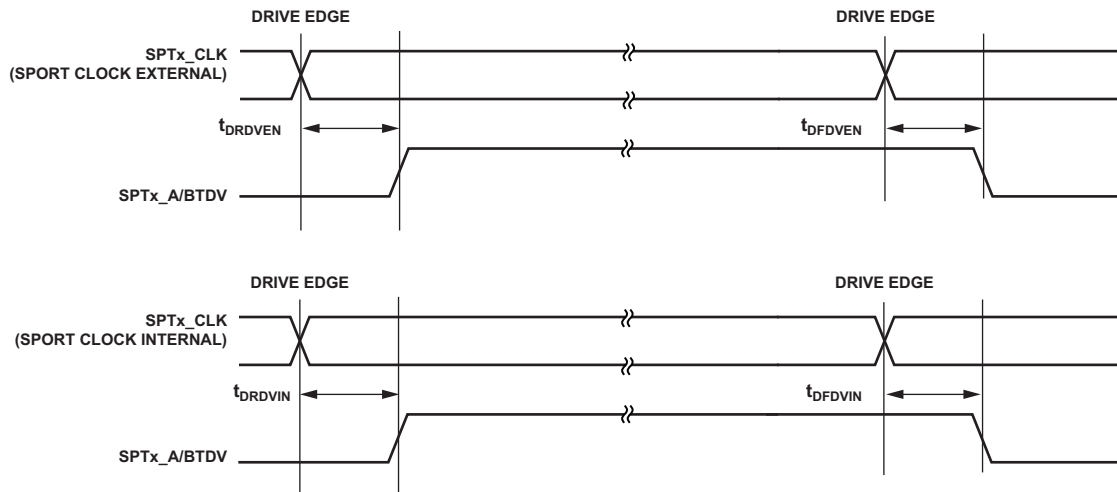 DRIVE EDGE DRIVE EDGE
SPTx_CLK
(SPORT CLOCK EXTERNAL)
tDRDVEN tDFDVEN
SPTx_A/BTDV
DRIVE EDGE DRIVE EDGE
SPTx_CLK
(SPORT CLOCK INTERNAL)
tDRDVIN tDFDVIN
SPTx_A/BTDV